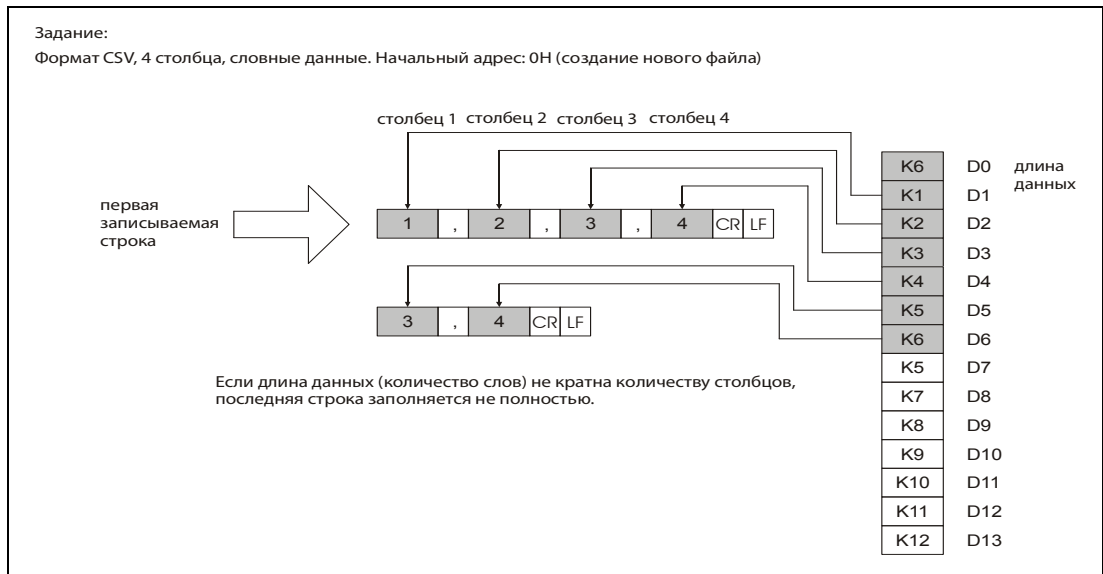 Задание:
Формат CSV, 4 столбца, словные данные. Начальный адрес: 0H (создание нового файла)
столбец 1 столбец 2 столбец 3 столбец 4
первая
записываемая
строка
1 , 2 , 3 , 4 CR LF
3 , 4 CR LF
Если длина данных (количество слов) не кратна количеству столбцов,
последняя строка заполняется не полностью.
K6 D0 длина
данных
K1 D1
K2 D2
K3 D3
K4 D4
K5 D5
K6 D6
K5 D7
K7 D8
K8 D9
K9 D10
K10 D11
K11 D12
K12 D13